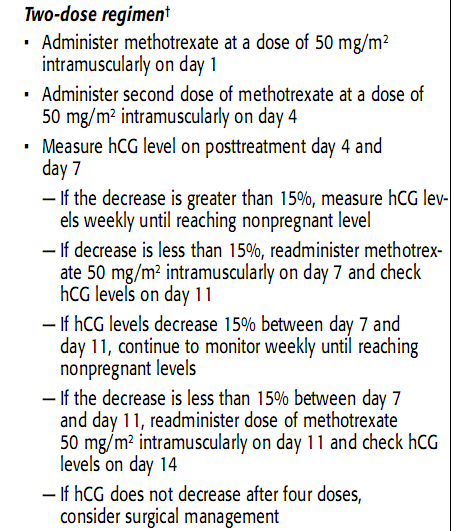 Two-dose regimen†
▪ Administer methotrexate at a dose of 50 mg/m²
intramuscularly on day 1
▪ Administer second dose of methotrexate at a dose of
50 mg/m² intramuscularly on day 4
▪ Measure hCG level on posttreatment day 4 and
day 7
— If the decrease is greater than 15%, measure hCG lev-
els weekly until reaching nonpregnant level
— If decrease is less than 15%, readminister methotrex-
ate 50 mg/m² intramuscularly on day 7 and check
hCG levels on day 11
— If hCG levels decrease 15% between day 7 and
day 11, continue to monitor weekly until reaching
nonpregnant levels
— If the decrease is less than 15% between day 7
and day 11, readminister dose of methotrexate
50 mg/m² intramuscularly on day 11 and check hCG
levels on day 14
— If hCG does not decrease after four doses,
consider surgical management